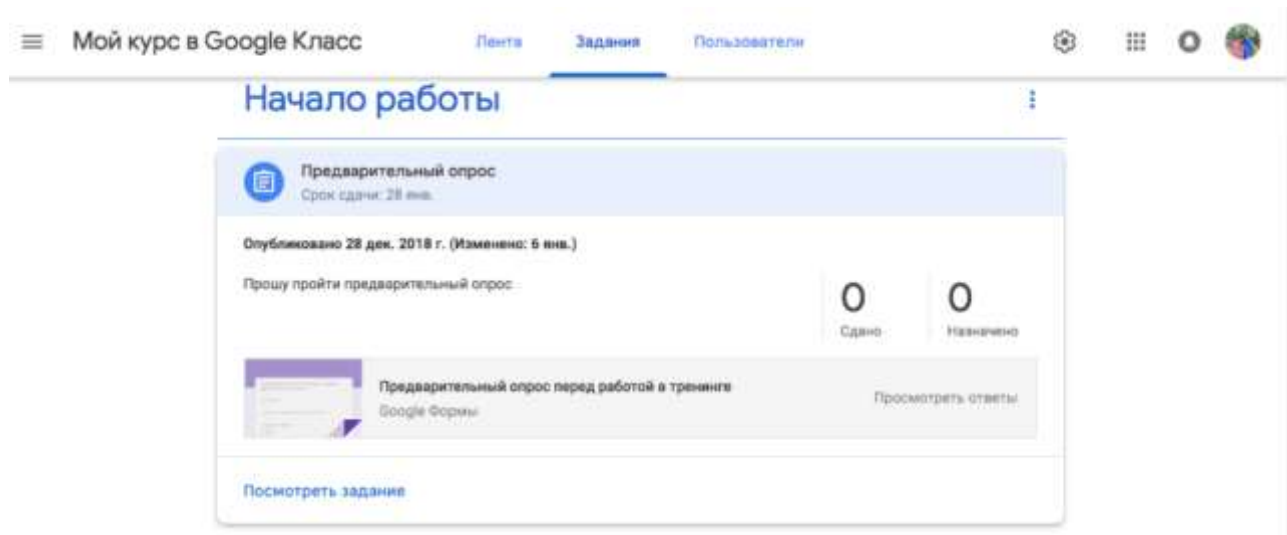 Мой курс в Google Класс
Лента Задания Пользователи
Начало работы
Предварительный опрос
Срок сдачи: 28 янв.
Опубликовано 28 дек. 2018 г. (Изменено: 6 янв.)
Прошу пройти предварительный опрос
0 0
Сдано Назначено
Предварительный опрос перед работой в тренинге
Google Формы
Просмотреть ответы
Посмотреть задание